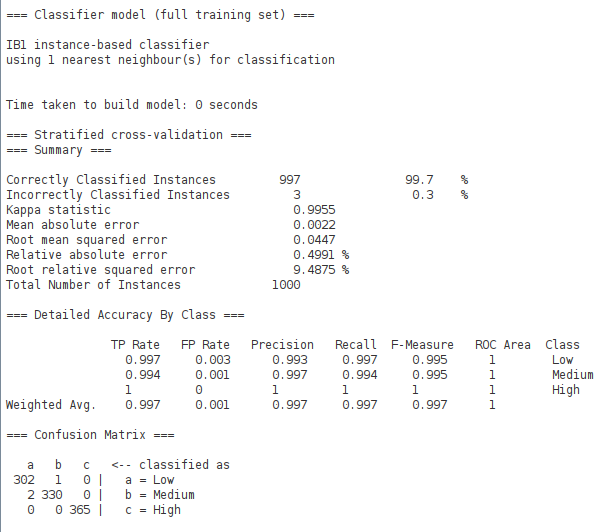 === Classifier model (full training set) ===
IB1 instance-based classifier
using 1 nearest neighbour(s) for classification
Time taken to build model: 0 seconds
=== Stratified cross-validation ===
=== Summary ===
Correctly Classified Instances 997 99.7 %
Incorrectly Classified Instances 3 0.3 %
Kappa statistic 0.9955
Mean absolute error 0.0022
Root mean squared error 0.0447
Relative absolute error 0.4991 %
Root relative squared error 9.4875 %
Total Number of Instances 1000
=== Detailed Accuracy By Class ===
TP Rate FP Rate Precision Recall F-Measure ROC Area Class
0.997 0.003 0.993 0.997 0.995 1 Low
0.994 0.001 0.997 0.994 0.995 1 Medium
1 0 1 1 1 1 High
Weighted Avg. 0.997 0.001 0.997 0.997 0.997 1
=== Confusion Matrix ===
a b c <-- classified as
302 1 0 | a = Low
2 330 0 | b = Medium
0 0 365 | c = High